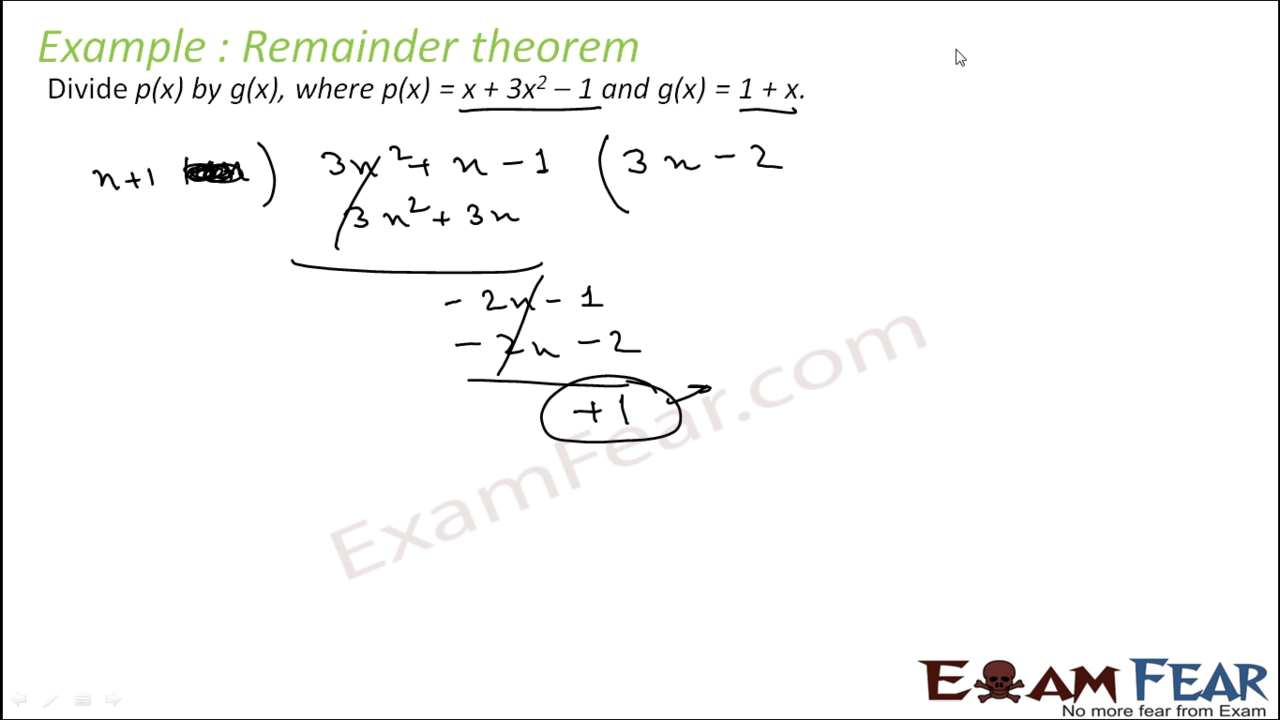 Example : Remainder theorem
Divide p(x) by g(x), where p(x) = x + 3x² – 1 and g(x) = 1 + x.
x+1 ) 3x² + x - 1 ( 3x - 2
3x² + 3x
- 2x - 1
- 2x - 2
+ 1
ExamFear.com
EXAM FEAR
No more fear from Exam